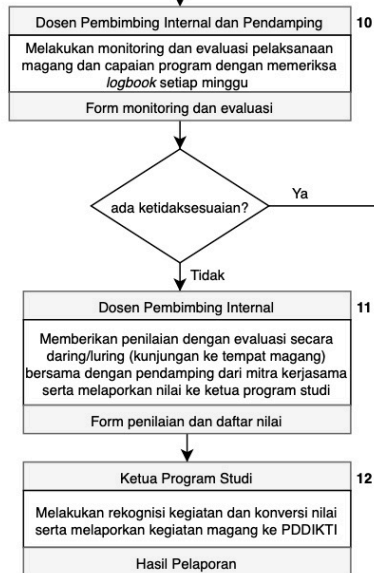 Dosen Pembimbing Internal dan Pendamping 10
Melakukan monitoring dan evaluasi pelaksanaan
magang dan capaian program dengan memeriksa
logbook setiap minggu
Form monitoring dan evaluasi
ada ketidaksesuaian?
Ya
Tidak
Dosen Pembimbing Internal 11
Memberikan penilaian dengan evaluasi secara
daring/luring (kunjungan ke tempat magang)
bersama dengan pendamping dari mitra kerjasama
serta melaporkan nilai ke ketua program studi
Form penilaian dan daftar nilai
Ketua Program Studi 12
Melakukan rekognisi kegiatan dan konversi nilai
serta melaporkan kegiatan magang ke PDDIKTI
Hasil Pelaporan